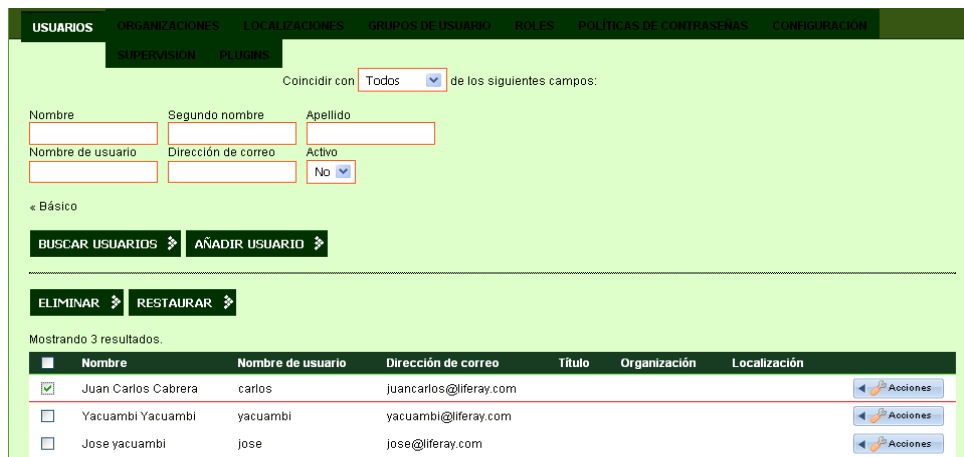 USUARIOS ORGANIZACIONES LOCALIZACIONES GRUPOS DE USUARIO ROLES POLÍTICAS DE CONTRASEÑAS CONFIGURACIÓN
SUPERVISIÓN PLUGINS
Coincidir con Todos de los siguientes campos:
Nombre Segundo nombre Apellido
Nombre de usuario Dirección de correo Activo
No
« Básico
BUSCAR USUARIOS AÑADIR USUARIO
ELIMINAR RESTAURAR
Mostrando 3 resultados.
Nombre Nombre de usuario Dirección de correo Título Organización Localización
Juan Carlos Cabrera carlos juancarlos@liferay.com Acciones
Yacuambi Yacuambi yacuambi yacuambi@liferay.com Acciones
Jose yacuambi jose jose@liferay.com Acciones